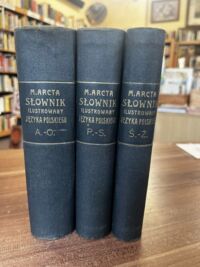 M. ARCTA
SŁOWNIK
ILUSTROWANY
JĘZYKA POLSKIEGO
A.-O.
M. ARCTA
SŁOWNIK
ILUSTROWANY
JĘZYKA POLSKIEGO
P.-S.
M. ARCTA
SŁOWNIK
ILUSTROWANY
JĘZYKA POLSKIEGO
Ś.-Ż.